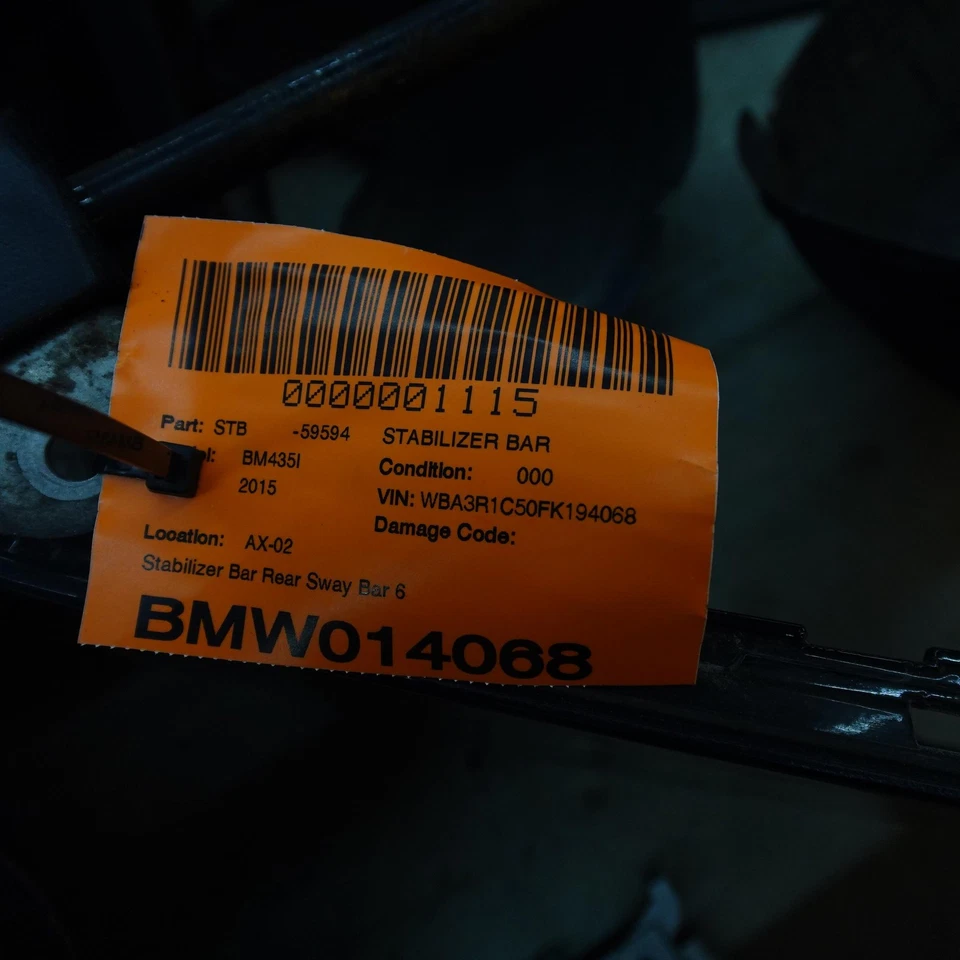 0000001115
Part: STB -59594 STABILIZER BAR
BM435I Condition: 000
2015 VIN: WBA3R1C50FK194068
Damage Code:
Location: AX-02
Stabilizer Bar Rear Sway Bar 6
BMW014068